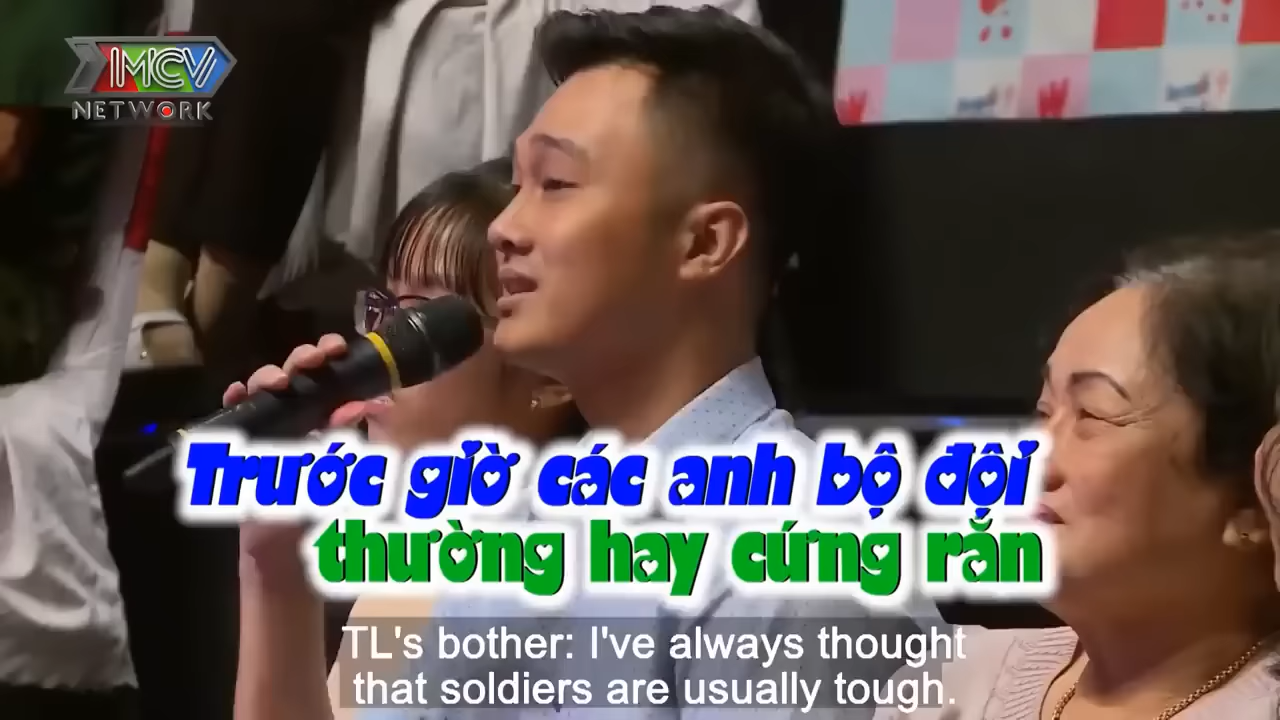 MCV
NETWORK
Trước giờ các anh bộ đội
thường hay cứng rắn
TL's bother: I've always thought
that soldiers are usually tough.